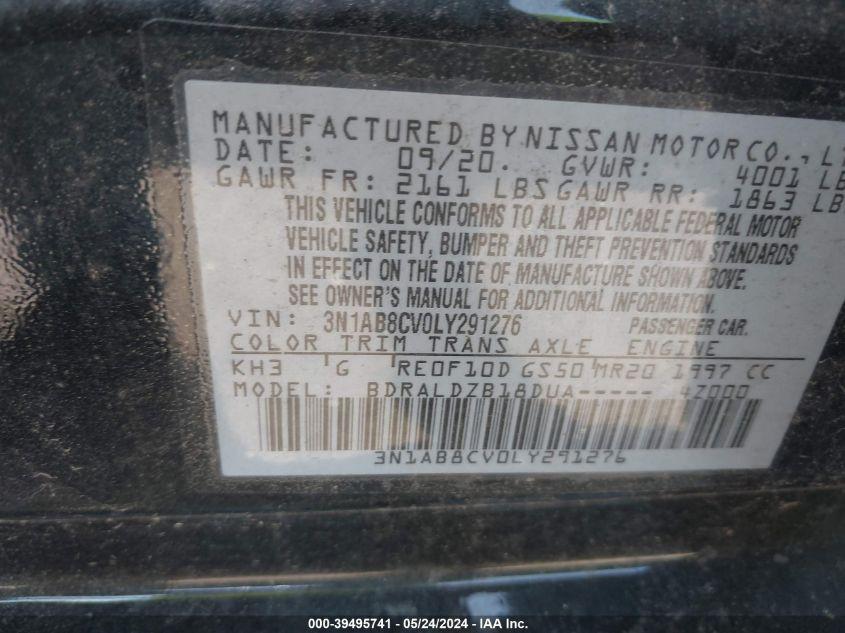 MANUFACTURED BY NISSAN MOTOR CO., LT
DATE: 09/20. GVWR: 4001 LB
GAWR FR: 2161 LBS GAWR RR: 1863 LB
THIS VEHICLE CONFORMS TO ALL APPLICABLE FEDERAL MOTOR
VEHICLE SAFETY, BUMPER AND THEFT PREVENTION STANDARDS
IN EFFECT ON THE DATE OF MANUFACTURE SHOWN ABOVE.
SEE OWNER'S MANUAL FOR ADDITIONAL INFORMATION.
VIN: 3N1AB8CV0LY291276 PASSENGER CAR.
COLOR TRIM TRANS AXLE ENGINE
KH3 G RE0F10D GS50 MR20 1997 CC
MODEL: BDRALDZB18DUA----- 4Z000
3N1AB8CV0LY291276
000-39495741 - 05/24/2024 - IAA Inc.